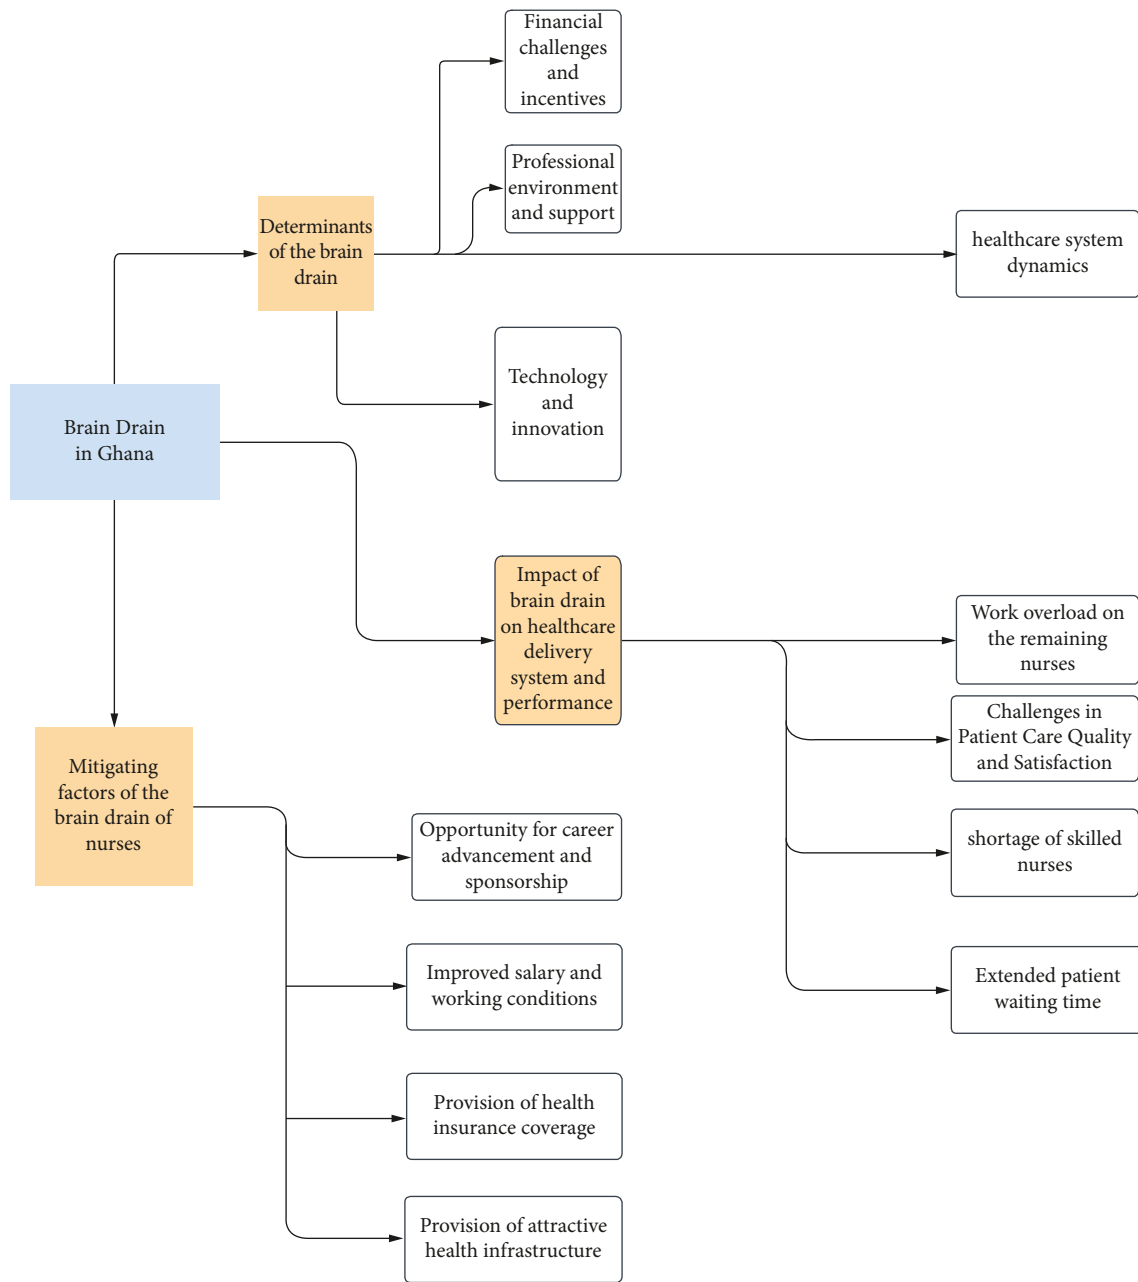 Financial
challenges
and
incentives
Professional
environment
and support
Determinants
of the brain
drain
healthcare system
dynamics
Technology
and
innovation
Brain Drain
in Ghana
Impact of
brain drain
on healthcare
delivery
system and
performance
Work overload on
the remaining
nurses
Challenges in
Patient Care Quality
and Satisfaction
shortage of skilled
nurses
Extended patient
waiting time
Mitigating
factors of the
brain drain of
nurses
Opportunity for career
advancement and
sponsorship
Improved salary and
working conditions
Provision of health
insurance coverage
Provision of attractive
health infrastructure